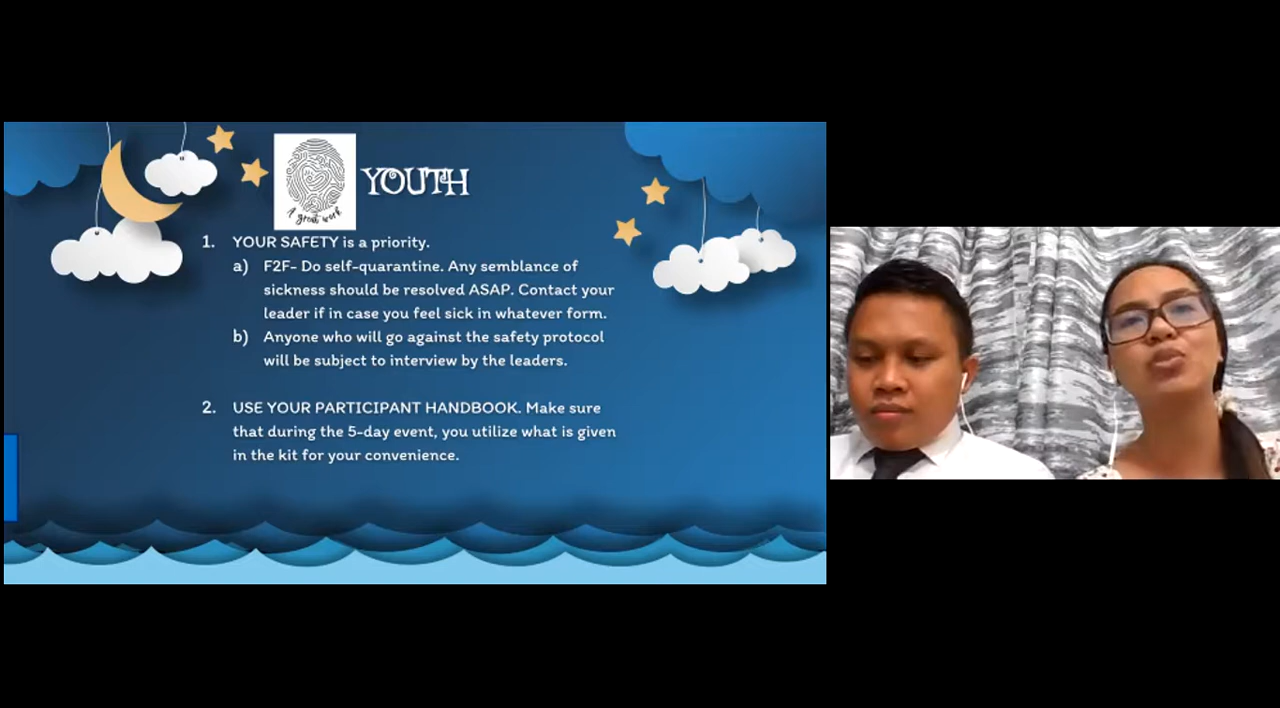 A great work
YOUTH
1. YOUR SAFETY is a priority.
a) F2F- Do self-quarantine. Any semblance of
sickness should be resolved ASAP. Contact your
leader if in case you feel sick in whatever form.
b) Anyone who will go against the safety protocol
will be subject to interview by the leaders.
2. USE YOUR PARTICIPANT HANDBOOK. Make sure
that during the 5-day event, you utilize what is given
in the kit for your convenience.